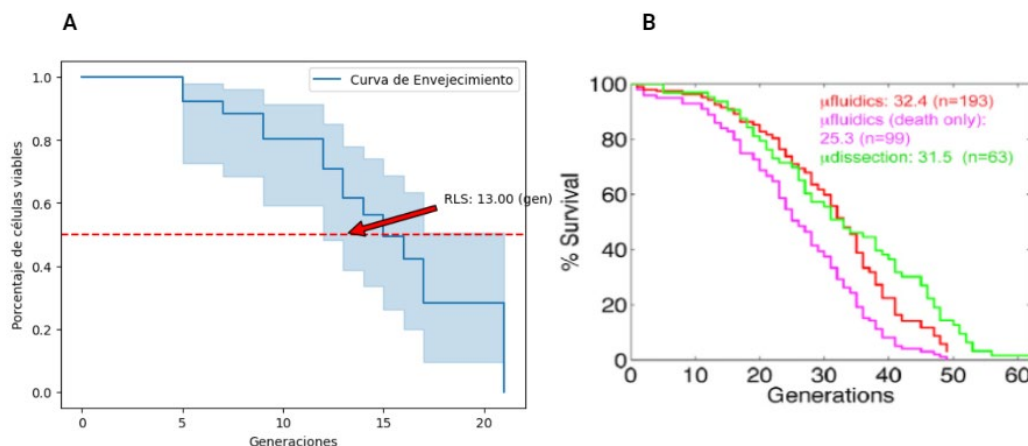 A
Curva de Envejecimiento
Porcentaje de células viables
1.0
0.8
0.6
0.4
0.2
0.0
RLS: 13.00 (gen)
0
5
10
15
20
Generaciones
B
% Survival
100
80
60
40
20
0
μfluidics: 32.4 (n=193)
μfluidics (death only):
25.3 (n=99)
μdissection: 31.5 (n=63)
0
10
20
30
40
50
60
Generations